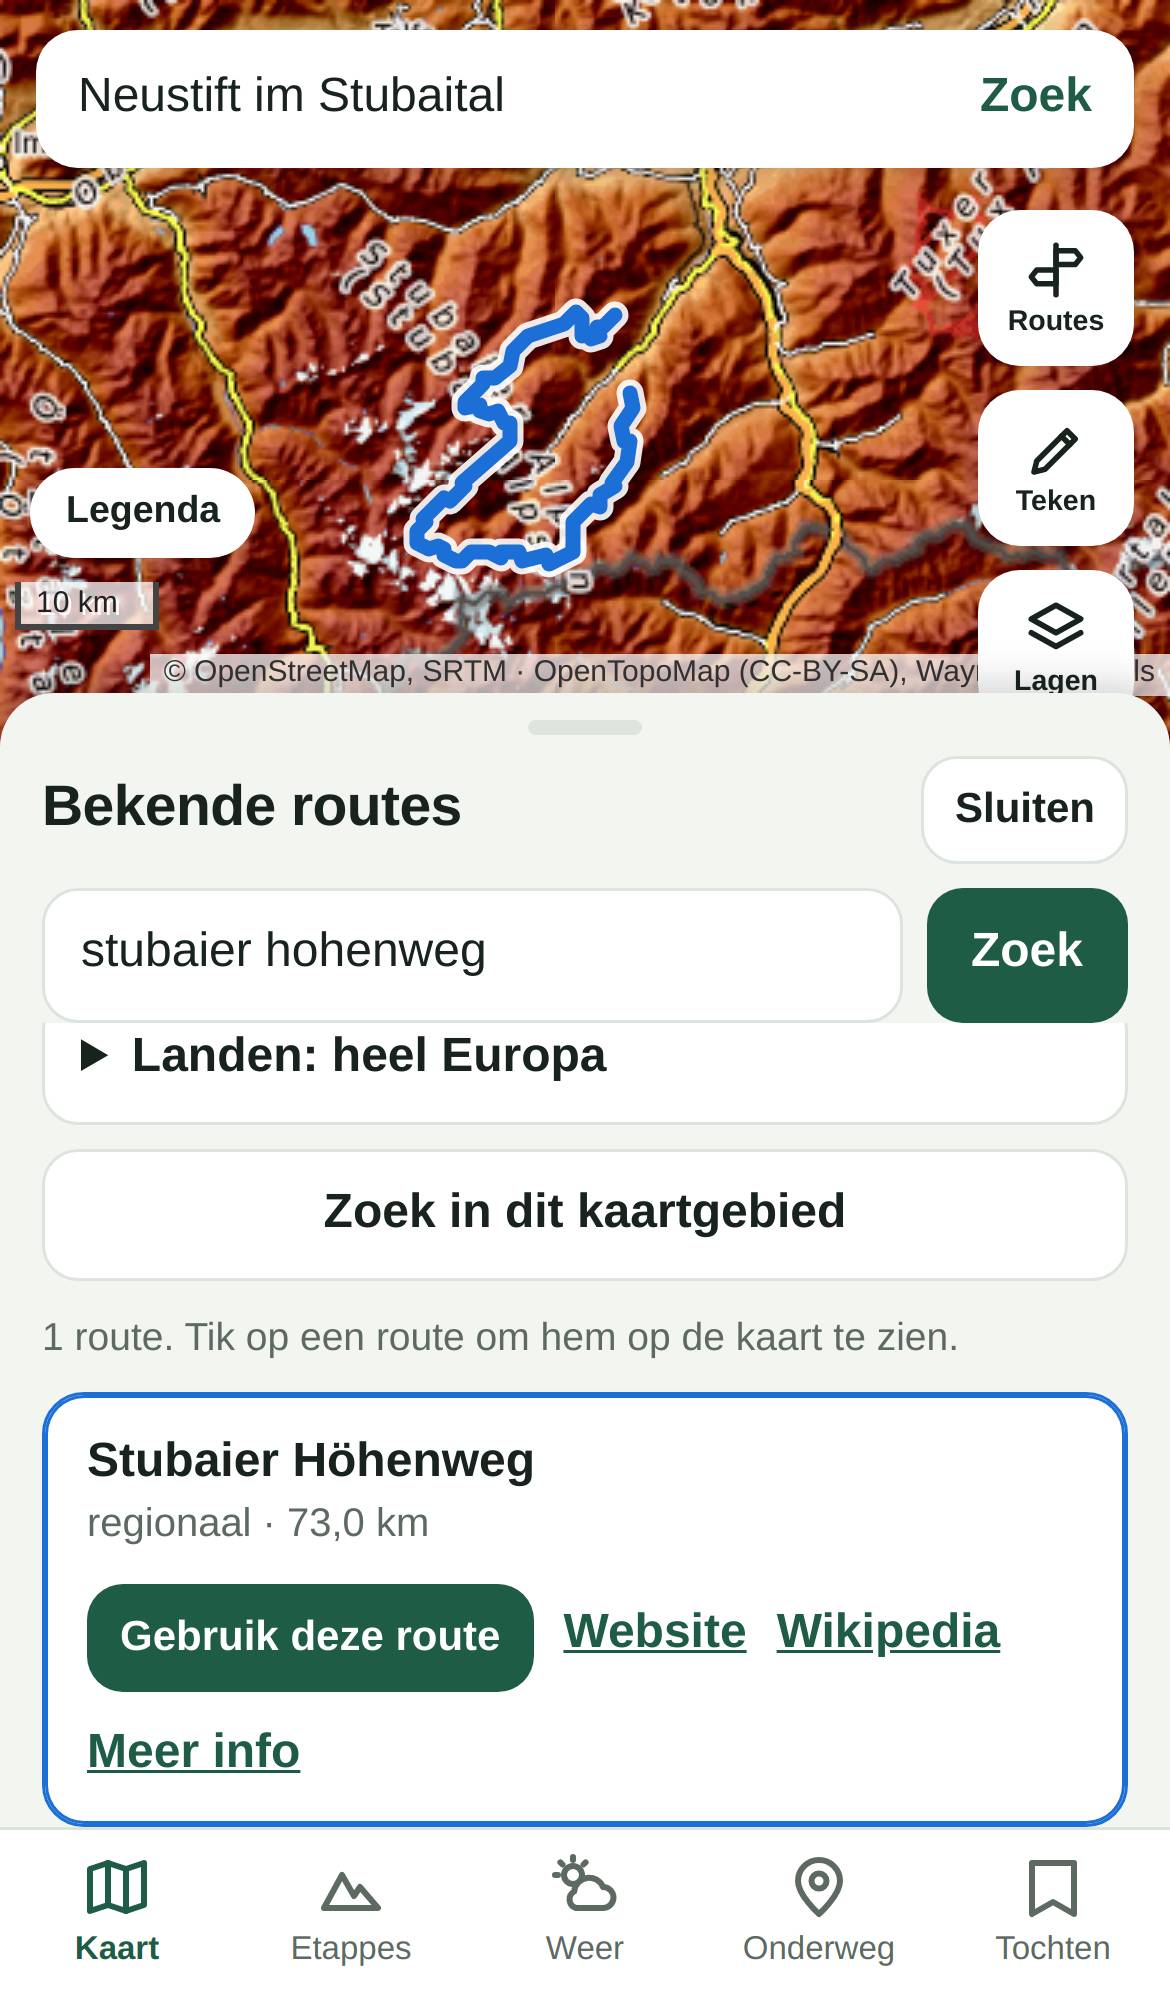 Neustift im Stubaital
Zoek
Routes
Teken
Legenda
10 km
Lagen
© OpenStreetMap, SRTM · OpenTopoMap (CC-BY-SA),
Bekende routes
Sluiten
stubaier hohenweg
Zoek
Landen: heel Europa
Zoek in dit kaartgebied
1 route. Tik op een route om hem op de kaart te zien.
Stubaier Höhenweg
regionaal · 73,0 km
Gebruik deze route
Website
Wikipedia
Meer info
Kaart
Etappes
Weer
Onderweg
Tochten